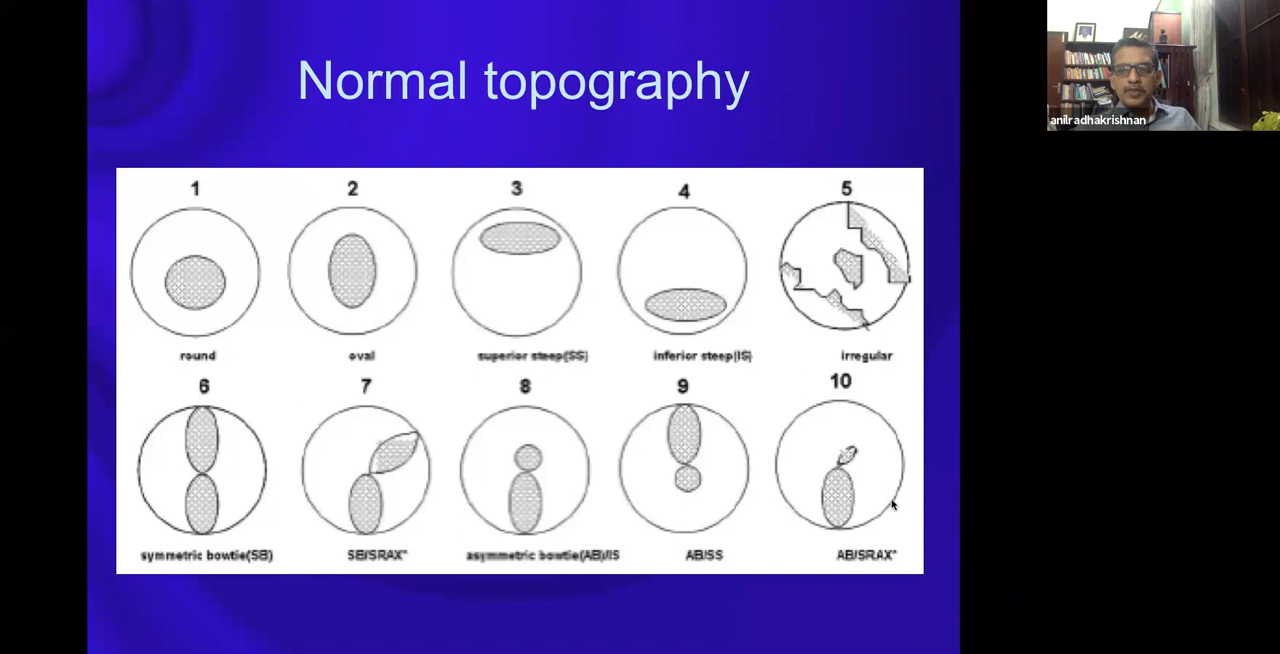 Normal topography
anilradhakrishnan
1 2 3 4 5
round oval superior steep(SS) inferior steep(IS) irregular
6 7 8 9 10
symmetric bowtie(SB) SB/SRAX* asymmetric bowtie(AB)/IS AB/SS AB/SRAX*